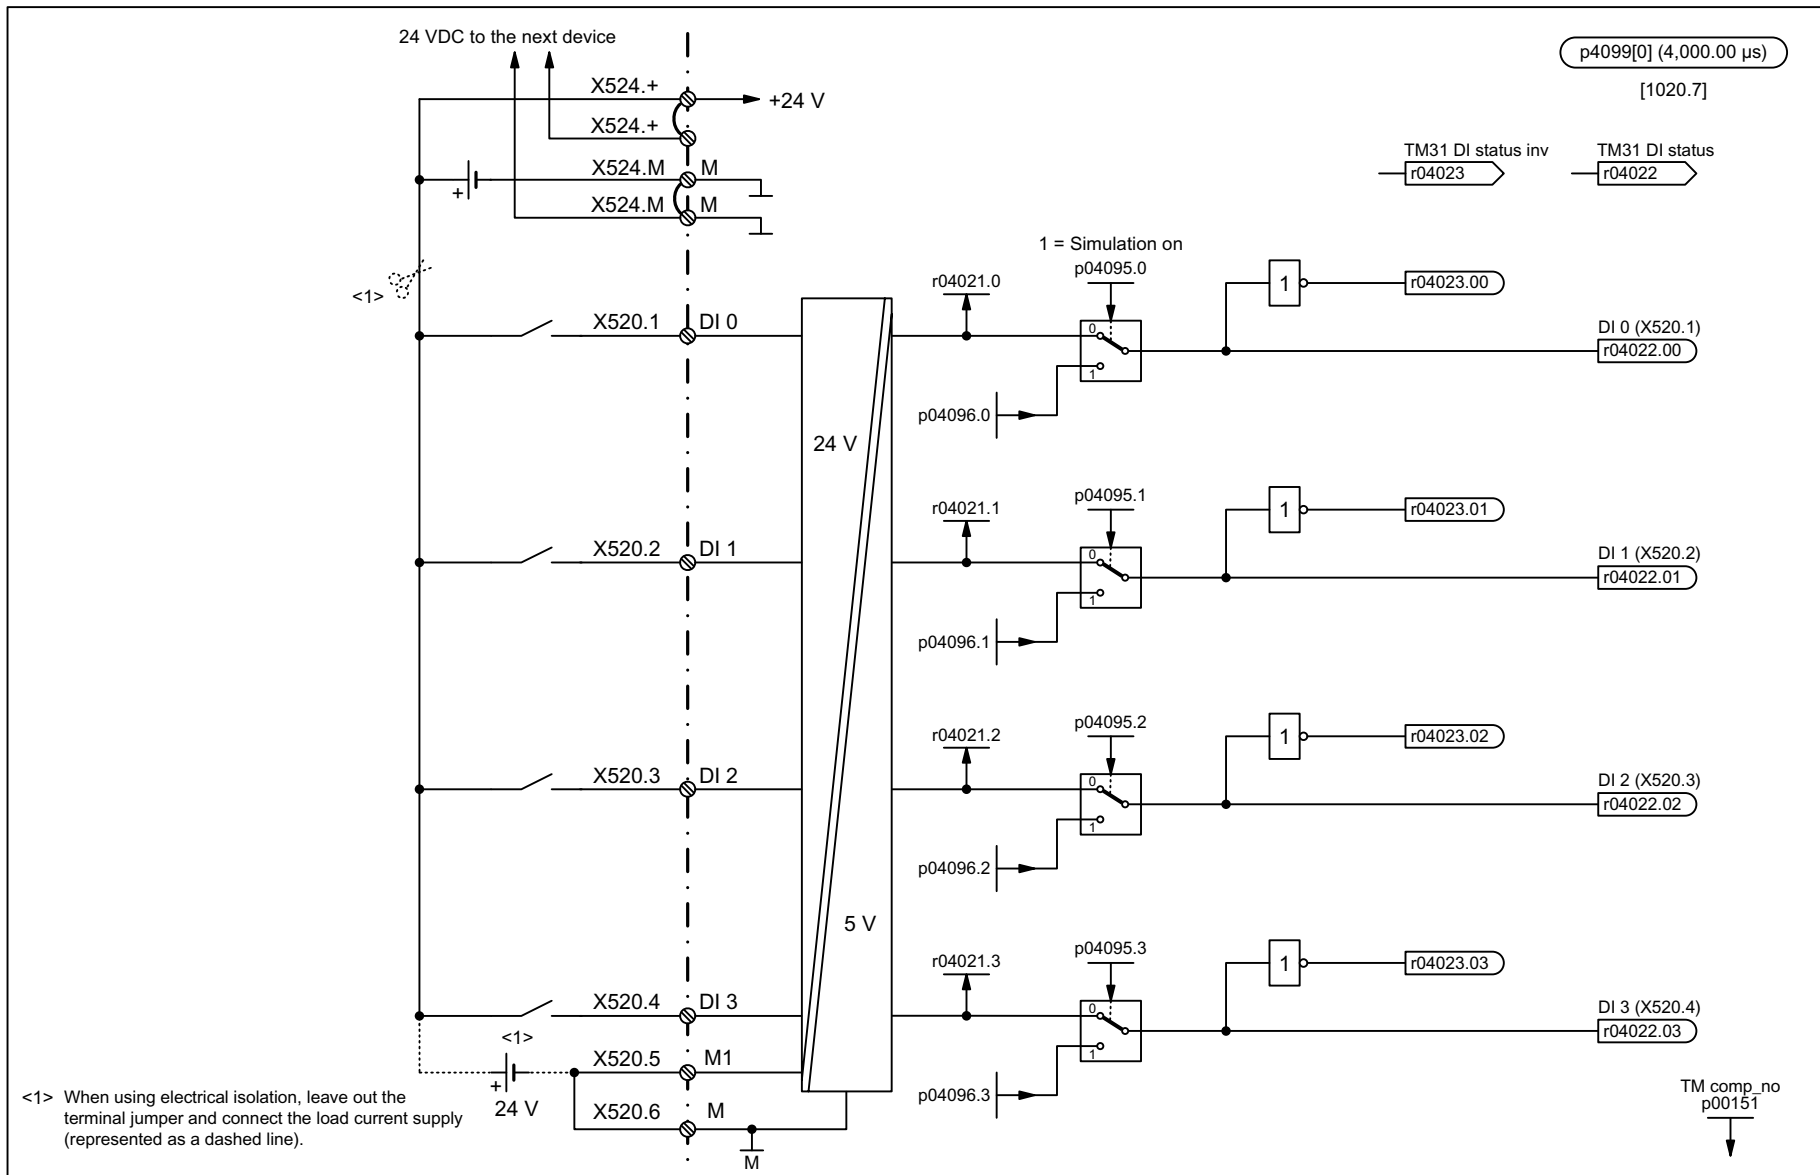 24 VDC to the next device
p4099[0] (4,000.00 µs)
[1020.7]
X524.+
+24 V
X524.+
TM31 DI status inv
TM31 DI status
r04023
r04022
+
X524.M
M
X524.M
M
<1>
1 = Simulation on
p04095.0
r04021.0
1
r04023.00
X520.1
DI 0
0
1
DI 0 (X520.1)
r04022.00
p04096.0
24 V
p04095.1
r04021.1
1
r04023.01
X520.2
DI 1
0
1
DI 1 (X520.2)
r04022.01
p04096.1
p04095.2
r04021.2
1
r04023.02
X520.3
DI 2
0
1
DI 2 (X520.3)
r04022.02
p04096.2
5 V
p04095.3
r04021.3
1
r04023.03
X520.4
DI 3
0
1
DI 3 (X520.4)
r04022.03
p04096.3
<1>
+
24 V
X520.5
M1
X520.6
M
M
<1> When using electrical isolation, leave out the
terminal jumper and connect the load current supply
(represented as a dashed line).
TM comp_no
p00151